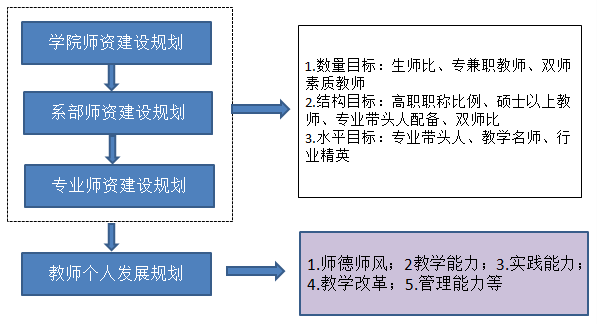 学院师资建设规划
系部师资建设规划
专业师资建设规划
教师个人发展规划
1.数量目标：生师比、专兼职教师、双师
素质教师
2.结构目标：高职职称比例、硕士以上教
师、专业带头人配备、双师比
3.水平目标：专业带头人、教学名师、行
业精英
1.师德师风；2教学能力；3.实践能力；
4.教学改革；5.管理能力等